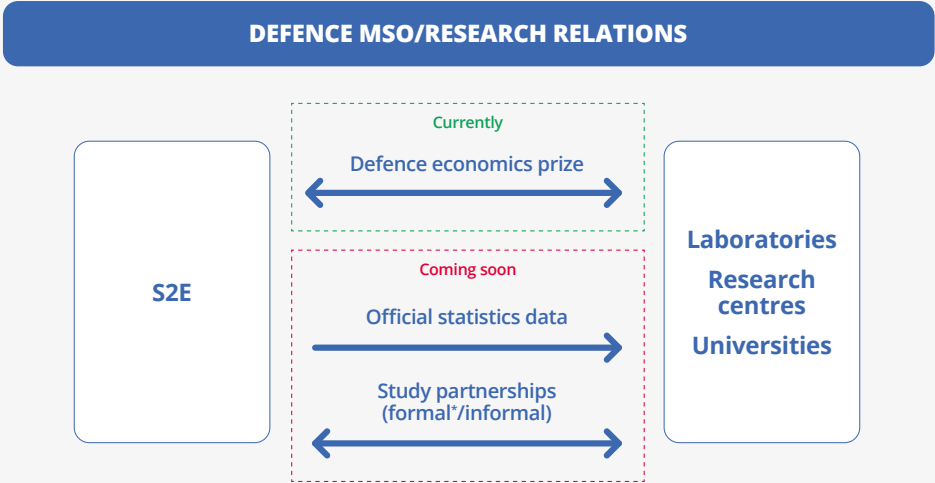 DEFENCE MSO/RESEARCH RELATIONS
Currently
Defence economics prize
S2E
Coming soon
Official statistics data
Study partnerships
(formal*/informal)
Laboratories
Research
centres
Universities